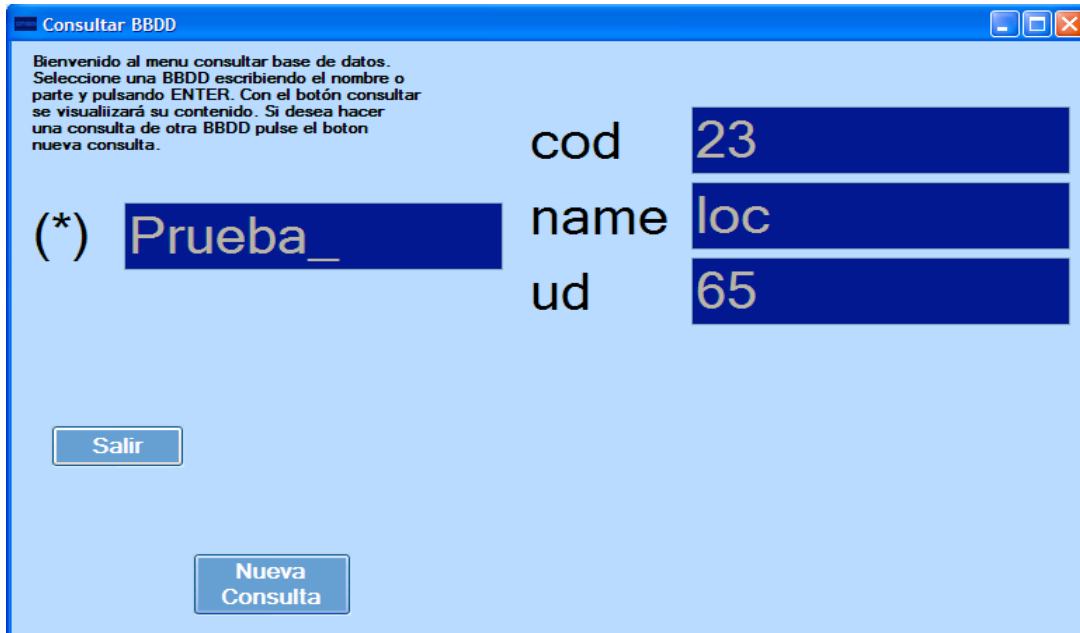 Consultar BBDD
Bienvenido al menu consultar base de datos.
Seleccione una BBDD escribiendo el nombre o
parte y pulsando ENTER. Con el botón consultar
se visualiizará su contenido. Si desea hacer
una consulta de otra BBDD pulse el boton
nueva consulta.
(*) Prueba_
cod 23
name loc
ud 65
Salir
Nueva
Consulta